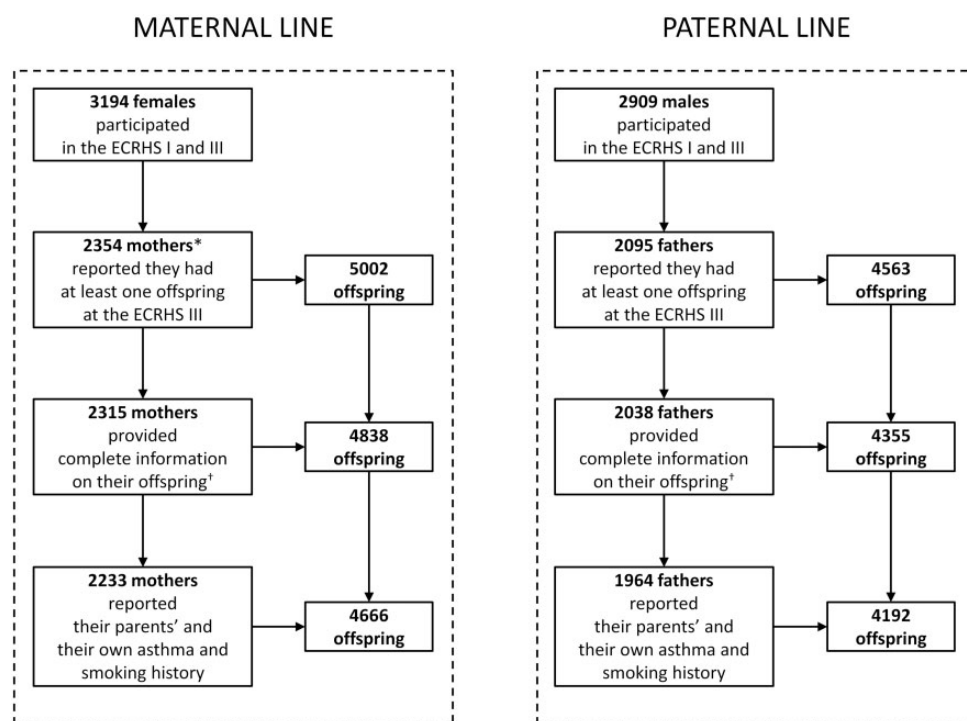 MATERNAL LINE
3194 females
participated
in the ECRHS I and III
2354 mothers*
reported they had
at least one offspring
at the ECRHS III
5002
offspring
2315 mothers
provided
complete information
on their offspring†
4838
offspring
2233 mothers
reported
their parents’ and
their own asthma and
smoking history
4666
offspring
PATERNAL LINE
2909 males
participated
in the ECRHS I and III
2095 fathers
reported they had
at least one offspring
at the ECRHS III
4563
offspring
2038 fathers
provided
complete information
on their offspring†
4355
offspring
1964 fathers
reported
their parents’ and
their own asthma and
smoking history
4192
offspring